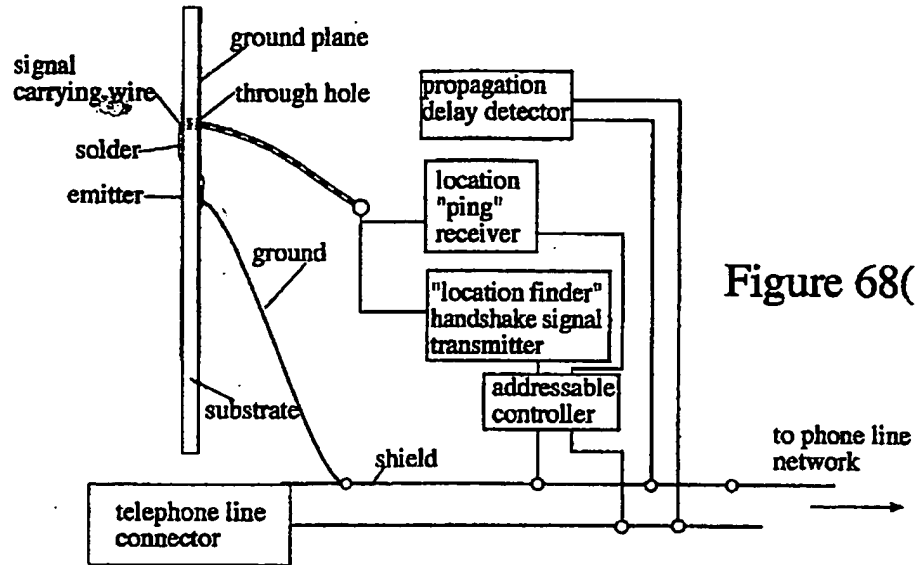 ground plane
signal
carrying wire
through hole
solder
emitter
propagation
delay detector
location
"ping"
receiver
ground
"location finder"
handshake signal
transmitter
Figure 68(
addressable
controller
substrate
shield
to phone line
network
telephone line
connector